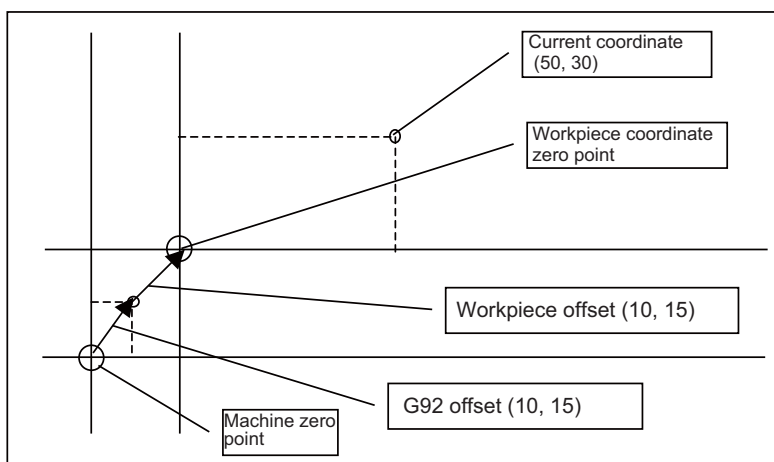 Current coordinate
(50, 30)
Workpiece coordinate
zero point
Workpiece offset (10, 15)
G92 offset (10, 15)
Machine zero
point